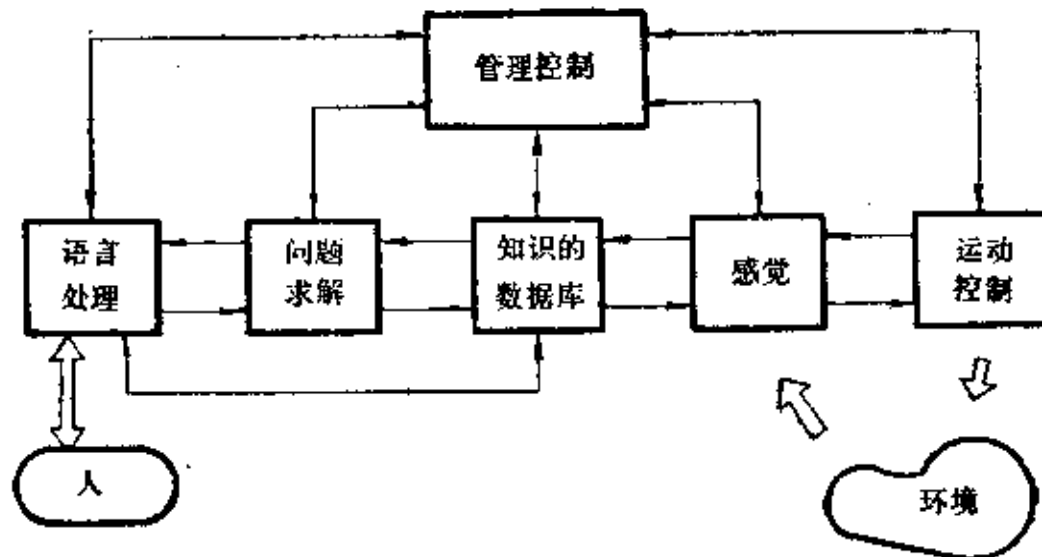 管理控制
语言
处理
问题
求解
知识的
数据库
感觉
运动
控制
人
环境